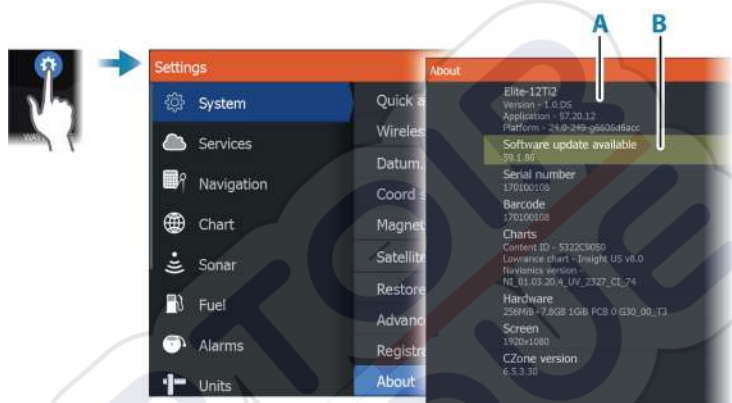 A B
Settings
System
Services
Navigation
Chart
Sonar
Fuel
Alarms
Units
Quick a
Wireles
Datum,
Coord s
Magnet
Satellite
Restore
Advanc
Registra
About
About
Elite-12Ti2
Version - 1.0.DS
Application - 57.20.12
Platform - 24.0-249-g6606d8acc
Software update available
59.1.86
Serial number
170100108
Barcode
170100108
Charts
Content ID - 5322C9050
Lowrance chart - Insight US v8.0
Navionics version -
NI_01.03.20.4_UV_2327_CI_74
Hardware
256MiB - 7.8GB 1GiB PCB 0 G30_00_T3
Screen
1920x1080
CZone version
6.5.3.30